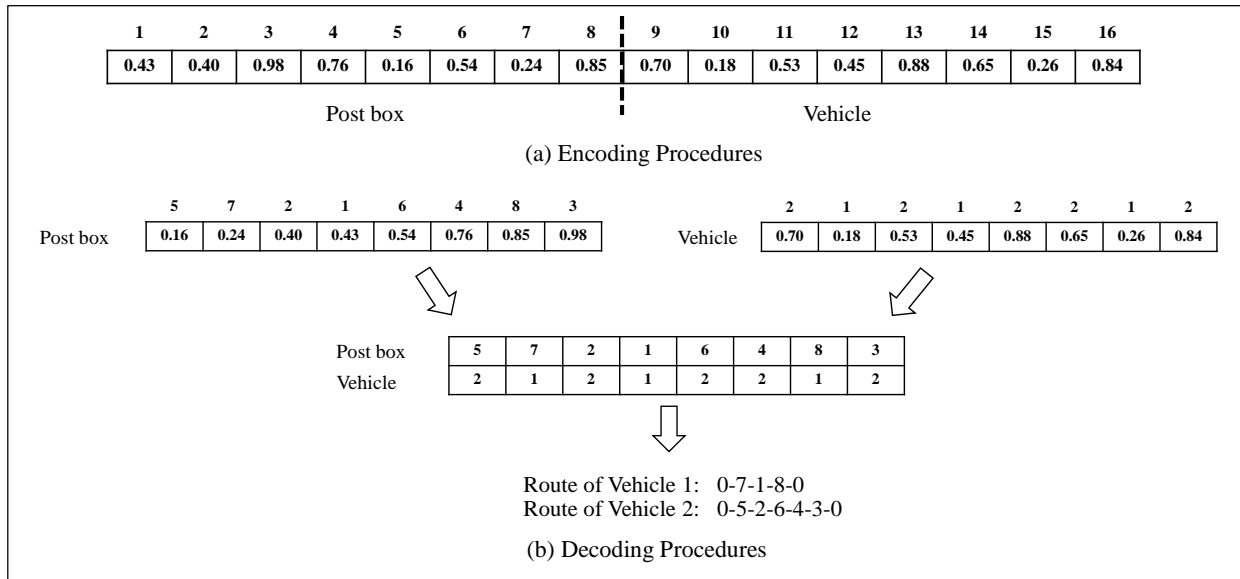 1 2 3 4 5 6 7 8 9 10 11 12 13 14 15 16
0.43 0.40 0.98 0.76 0.16 0.54 0.24 0.85 0.70 0.18 0.53 0.45 0.88 0.65 0.26 0.84
Post box Vehicle
(a) Encoding Procedures
5 7 2 1 6 4 8 3 2 1 2 1 2 2 1 2
Post box 0.16 0.24 0.40 0.43 0.54 0.76 0.85 0.98 Vehicle 0.70 0.18 0.53 0.45 0.88 0.65 0.26 0.84
Post box 5 7 2 1 6 4 8 3
Vehicle 2 1 2 1 2 2 1 2
Route of Vehicle 1: 0-7-1-8-0
Route of Vehicle 2: 0-5-2-6-4-3-0
(b) Decoding Procedures